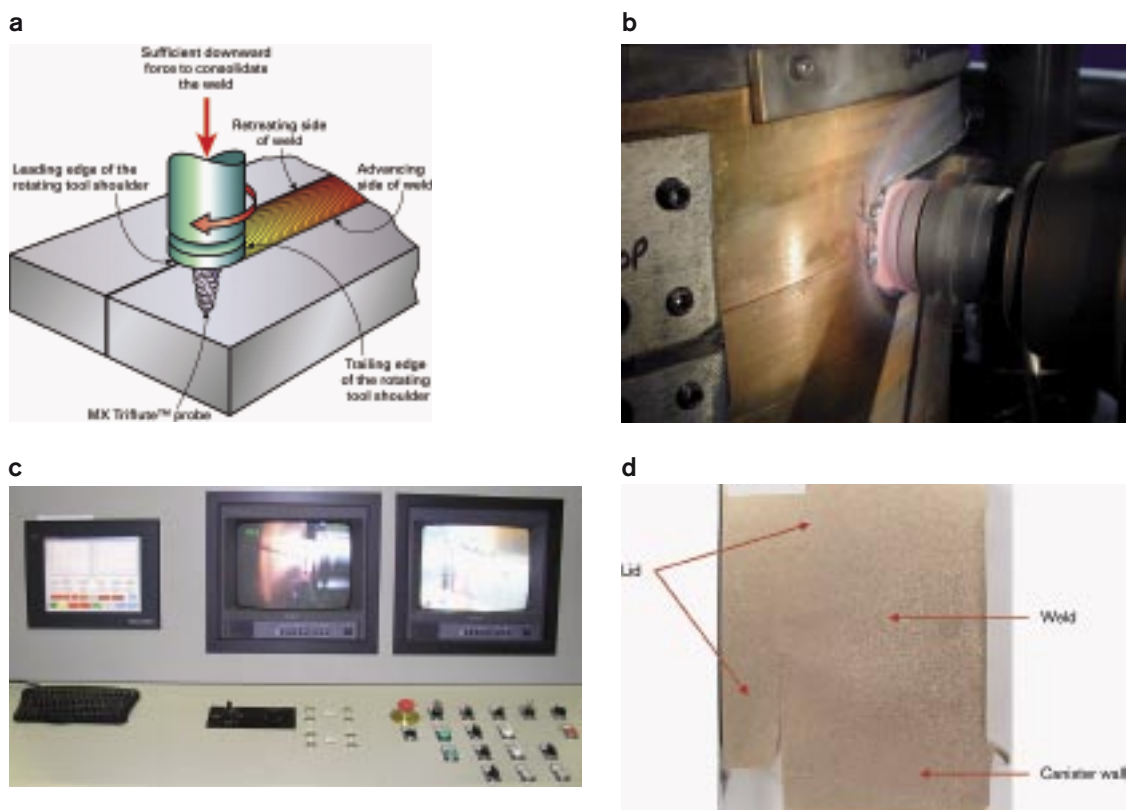 a
Sufficient downward
force to consolidate
the weld
Retreating side
of weld
Leading edge of the
rotating tool shoulder
Advancing
side of weld
Trailing edge
of the rotating
tool shoulder
MX Triflute™ probe
b
OP
c
d
Lid
Weld
Canister wall